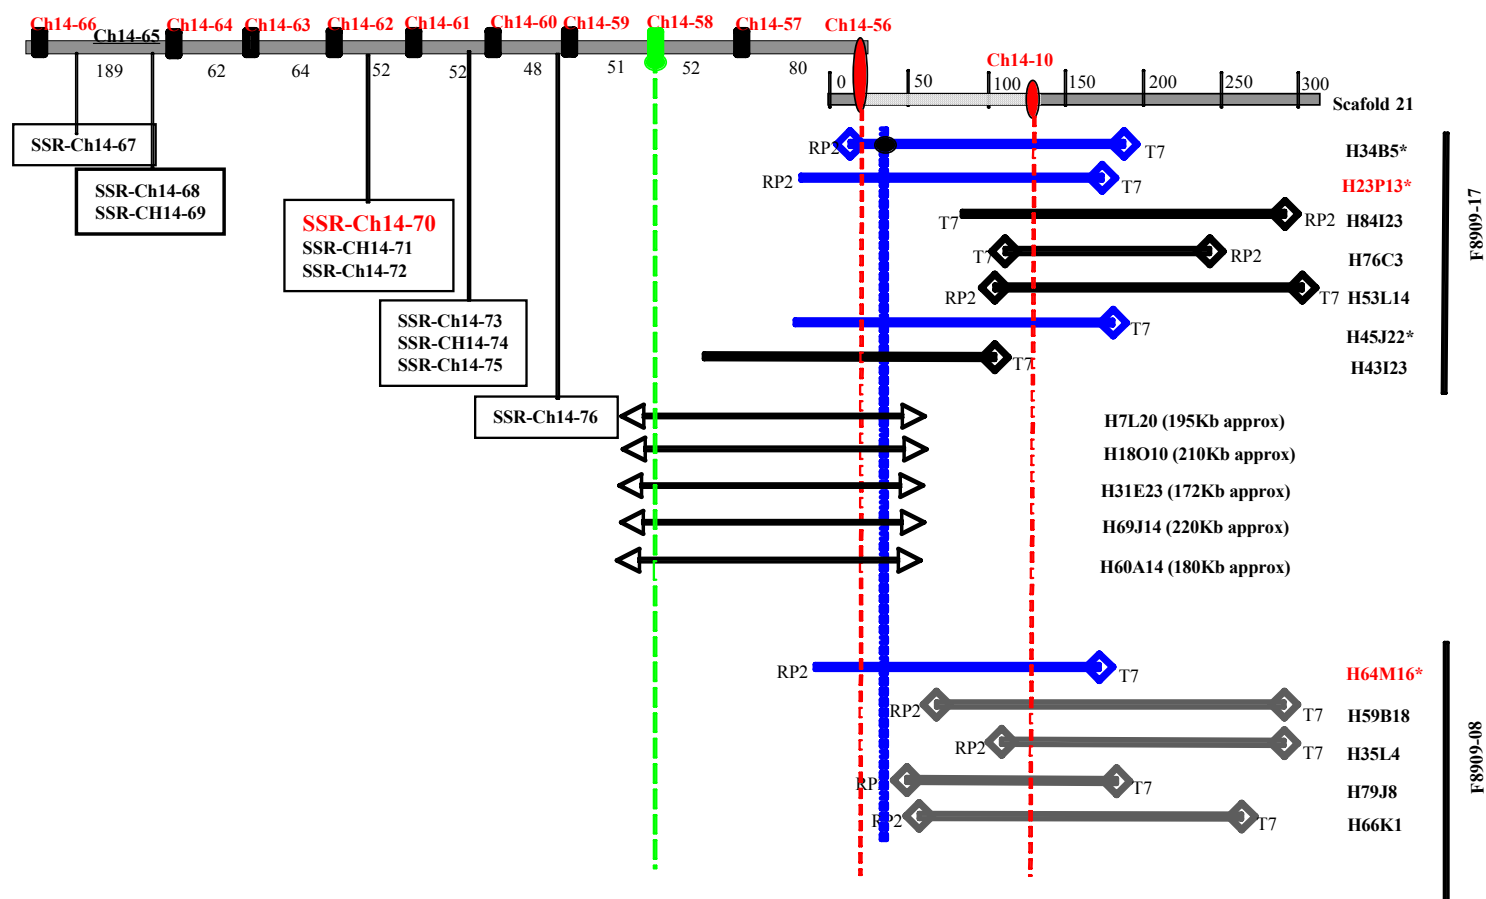 Ch14-66
Ch14-65
Ch14-64
Ch14-63
Ch14-62
Ch14-61
Ch14-60
Ch14-59
Ch14-58
Ch14-57
Ch14-56
189
62
64
52
52
48
51
52
80
Ch14-10
0
50
100
150
200
300
Scafold 21
SSR-Ch14-67
SSR-Ch14-68
SSR-CH14-69
SSR-Ch14-70
SSR-CH14-71
SSR-Ch14-72
SSR-Ch14-73
SSR-CH14-74
SSR-Ch14-75
SSR-Ch14-76
RP2 T7 H34B5*
RP2 T7 H23P13*
T7 RP2 H84I23
T7 RP2 H76C3
RP2 T7 H53L14
T7 H45J22*
T7 H43I23
F8909-17
H7L20 (195Kb approx)
H18O10 (210Kb approx)
H31E23 (172Kb approx)
H69J14 (220Kb approx)
H60A14 (180Kb approx)
RP2 T7 H64M16*
RP2 T7 H59B18
RP2 T7 H35L4
RP T7 H79J8
RP2 T7 H66K1
F8909-08